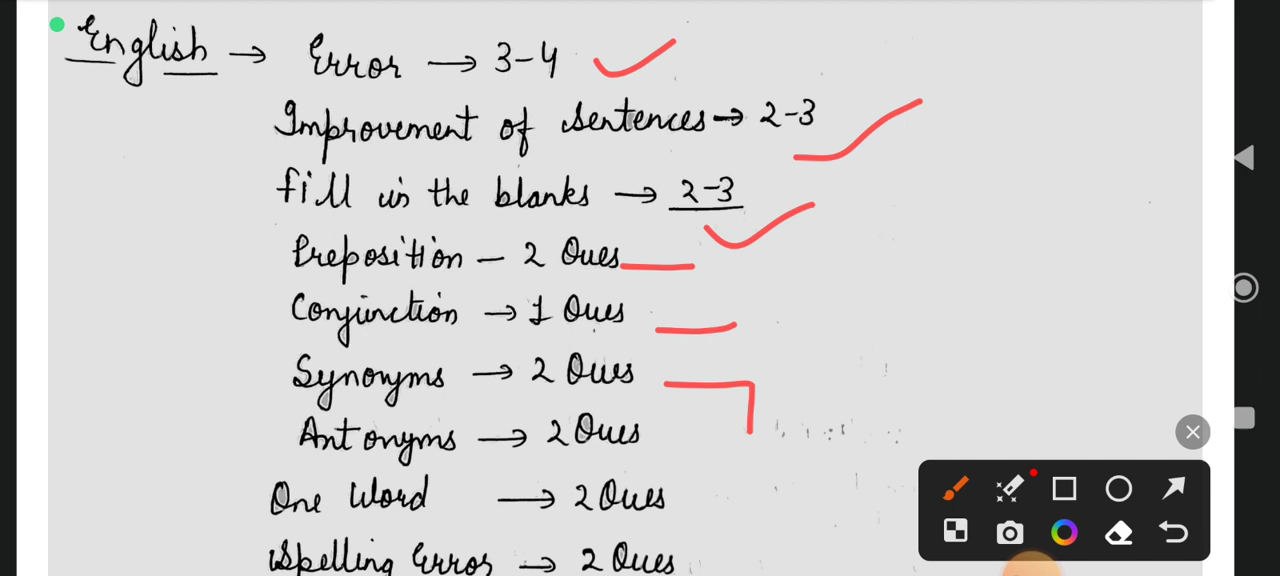 English → Error → 3-4
Improvement of sentences → 2-3
fill in the blanks → 2-3
Preposition - 2 Ques
Conjunction → 1 Ques
Synonyms → 2 Ques
Antonyms → 2 Ques
One Word → 2 Ques
Spelling Error → 2 Ques